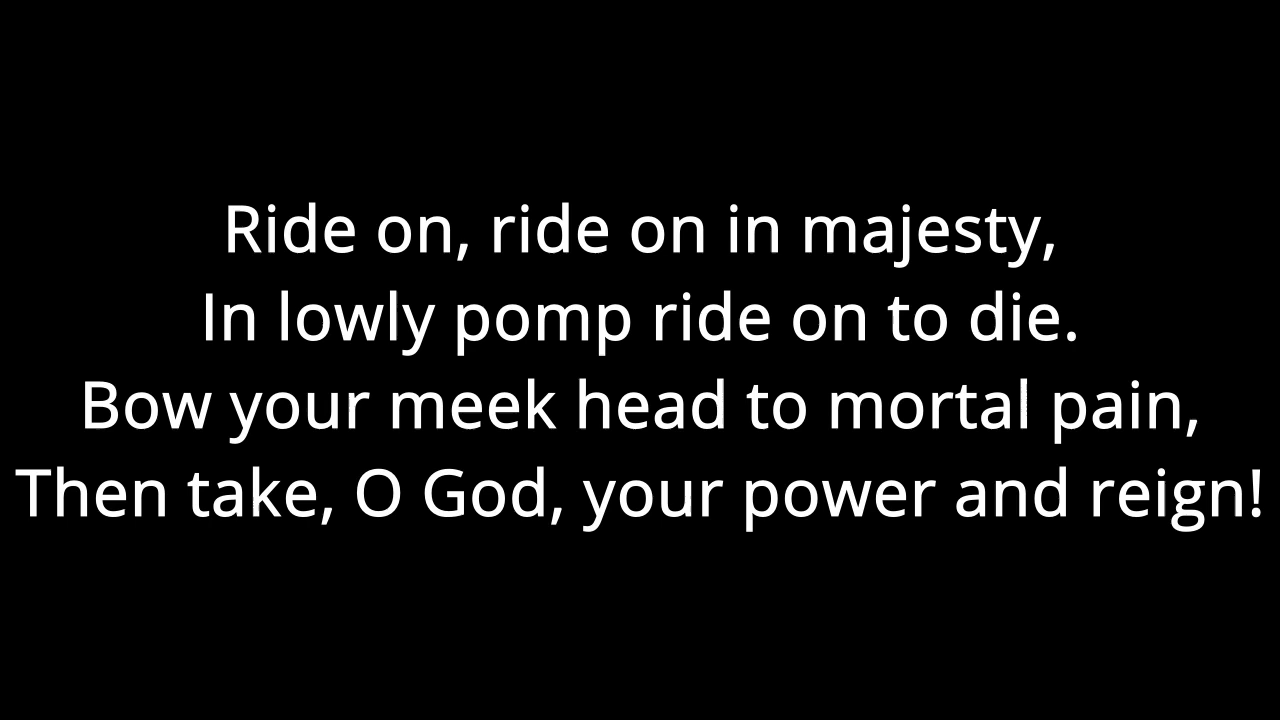 Ride on, ride on in majesty,
In lowly pomp ride on to die.
Bow your meek head to mortal pain,
Then take, O God, your power and reign!